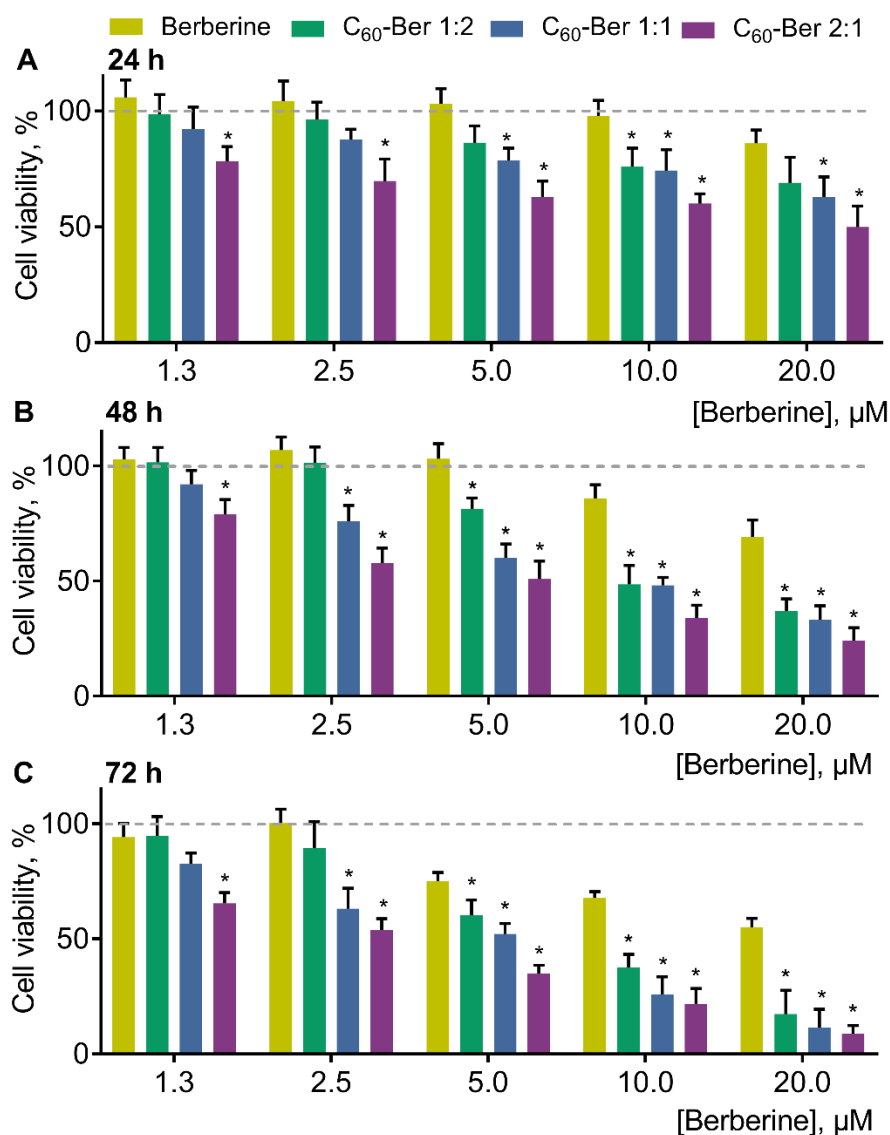 Berberine C₆₀-Ber 1:2 C₆₀-Ber 1:1 C₆₀-Ber 2:1
A 24 h
Cell viability, %
100
50
0
* * * * * * * * *
1.3 2.5 5.0 10.0 20.0
[Berberine], µM
B 48 h
Cell viability, %
100
50
0
* * * * * * * * * * * *
1.3 2.5 5.0 10.0 20.0
[Berberine], µM
C 72 h
Cell viability, %
100
50
0
* * * * * * * * * * * *
1.3 2.5 5.0 10.0 20.0
[Berberine], µM